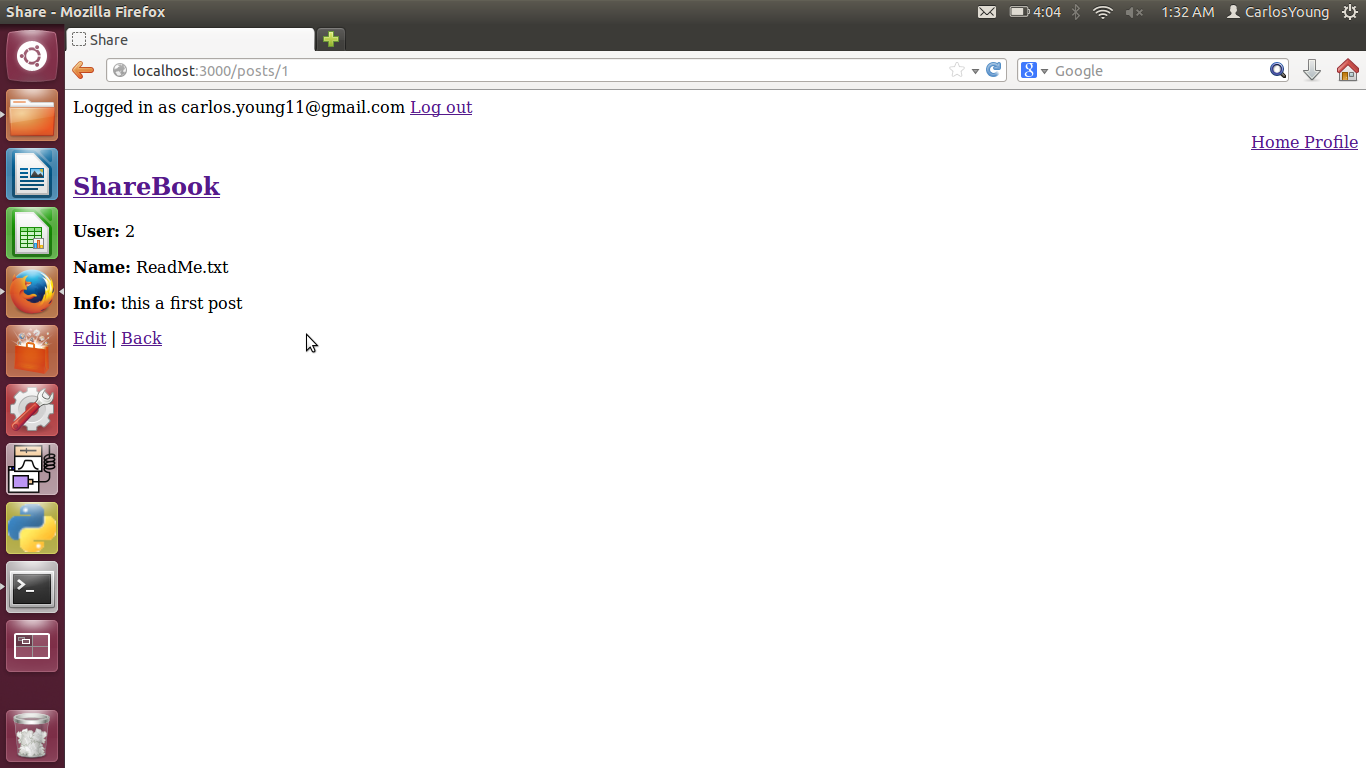 Share - Mozilla Firefox
4:04
1:32 AM
CarlosYoung
Share
localhost:3000/posts/1
Google
Logged in as carlos.young11@gmail.com Log out
Home Profile
ShareBook
User: 2
Name: ReadMe.txt
Info: this a first post
Edit | Back